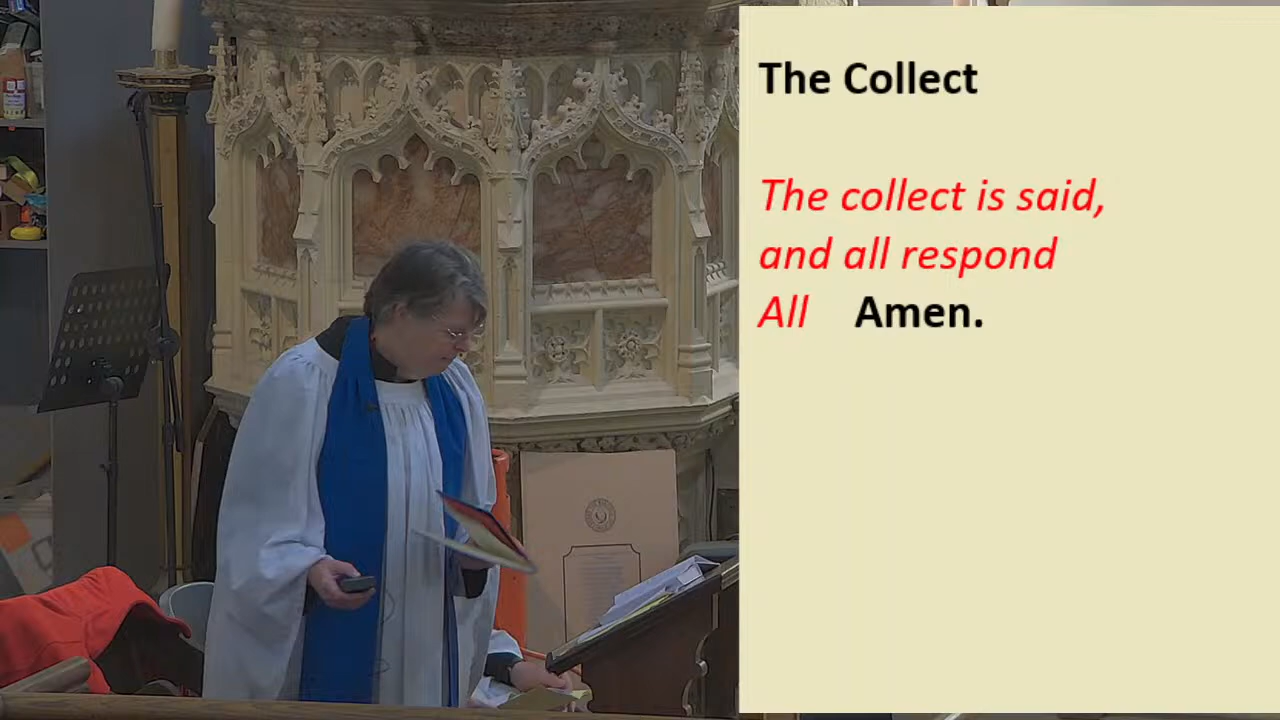 The Collect
The collect is said,
and all respond
All Amen.